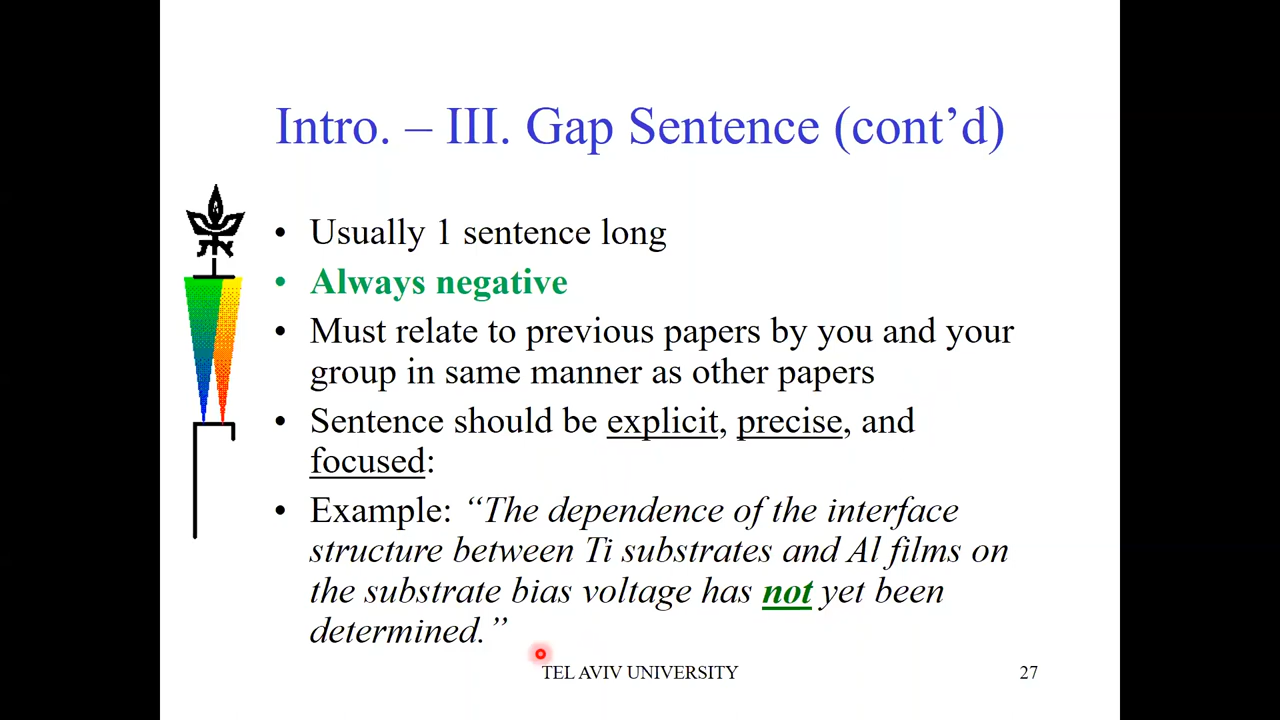 Intro. – III. Gap Sentence (cont’d)
• Usually 1 sentence long
• Always negative
• Must relate to previous papers by you and your
group in same manner as other papers
• Sentence should be explicit, precise, and
focused:
• Example: “The dependence of the interface
structure between Ti substrates and Al films on
the substrate bias voltage has not yet been
determined.”
TEL AVIV UNIVERSITY
27